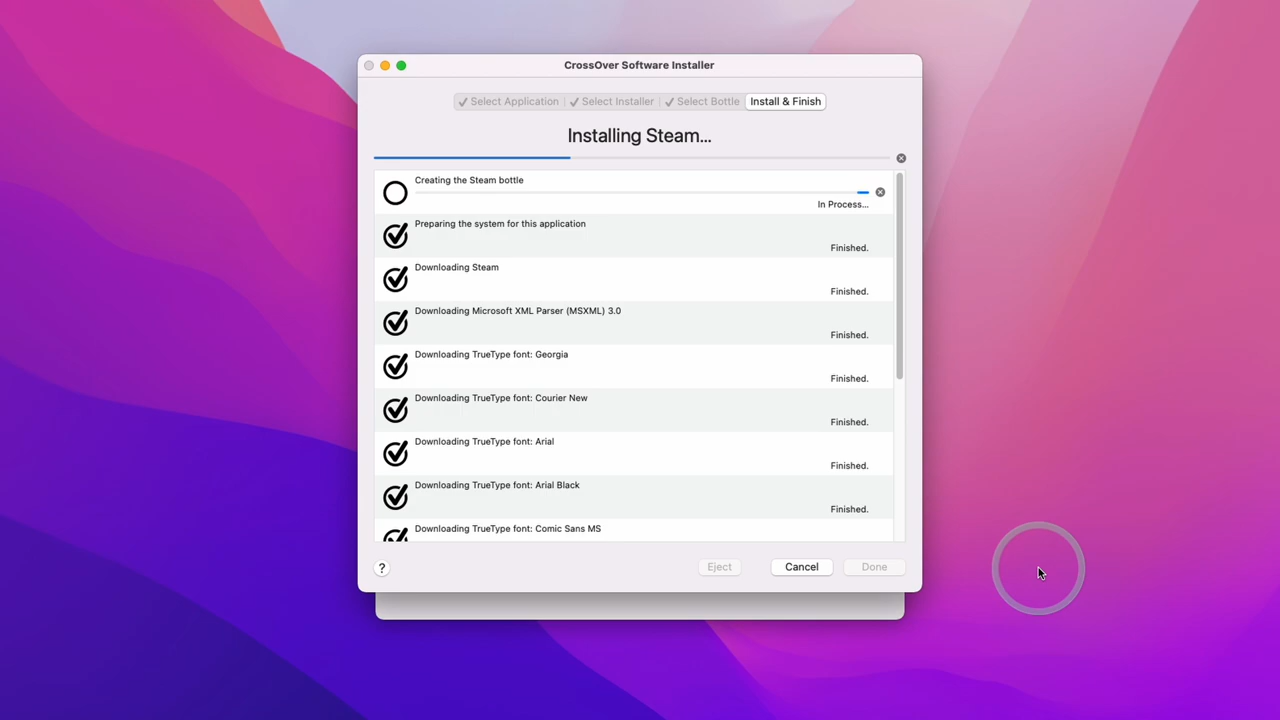 CrossOver Software Installer
Select Application Select Installer Select Bottle Install & Finish
Installing Steam...
Creating the Steam bottle
In Process...
Preparing the system for this application
Finished.
Downloading Steam
Finished.
Downloading Microsoft XML Parser (MSXML) 3.0
Finished.
Downloading TrueType font: Georgia
Finished.
Downloading TrueType font: Courier New
Finished.
Downloading TrueType font: Arial
Finished.
Downloading TrueType font: Arial Black
Finished.
Downloading TrueType font: Comic Sans MS
? Eject Cancel Done